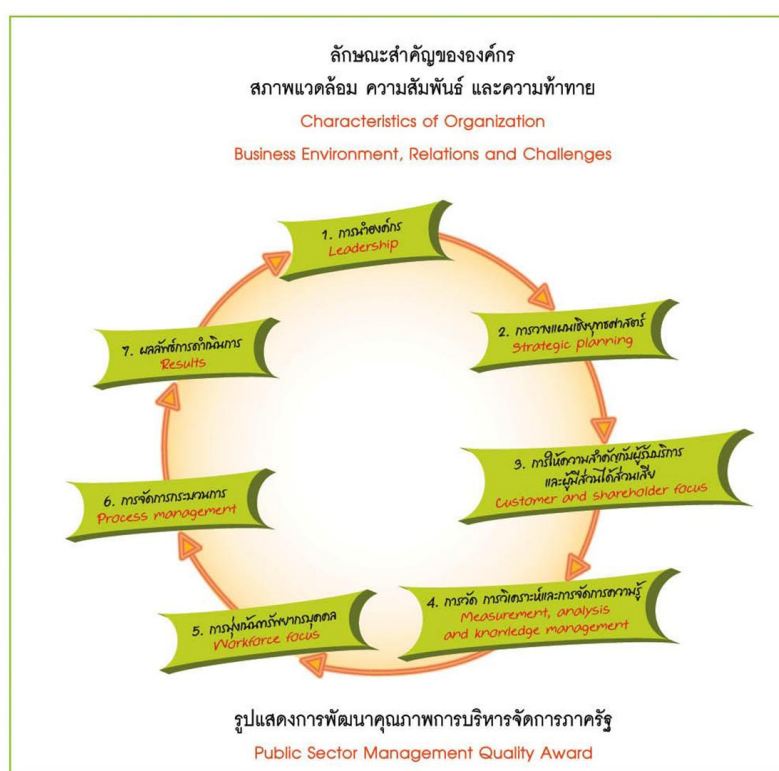 ลักษณะสำคัญขององค์กร
สภาพแวดล้อม ความสัมพันธ์ และความท้าทาย
Characteristics of Organization
Business Environment, Relations and Challenges
1. การนำองค์กร
Leadership
2. การวางแผนเชิงยุทธศาสตร์
Strategic planning
3. การให้ความสำคัญกับผู้รับบริการ
และผู้มีส่วนได้ส่วนเสีย
Customer and shareholder focus
4. การวัด การวิเคราะห์และการจัดการความรู้
Measurement, analysis
and knowledge management
5. การมุ่งเน้นทรัพยากรบุคคล
Workforce focus
6. การจัดการกระบวนการ
Process management
7. ผลลัพธ์การดำเนินการ
Results
รูปแสดงการพัฒนาคุณภาพการบริหารจัดการภาครัฐ
Public Sector Management Quality Award